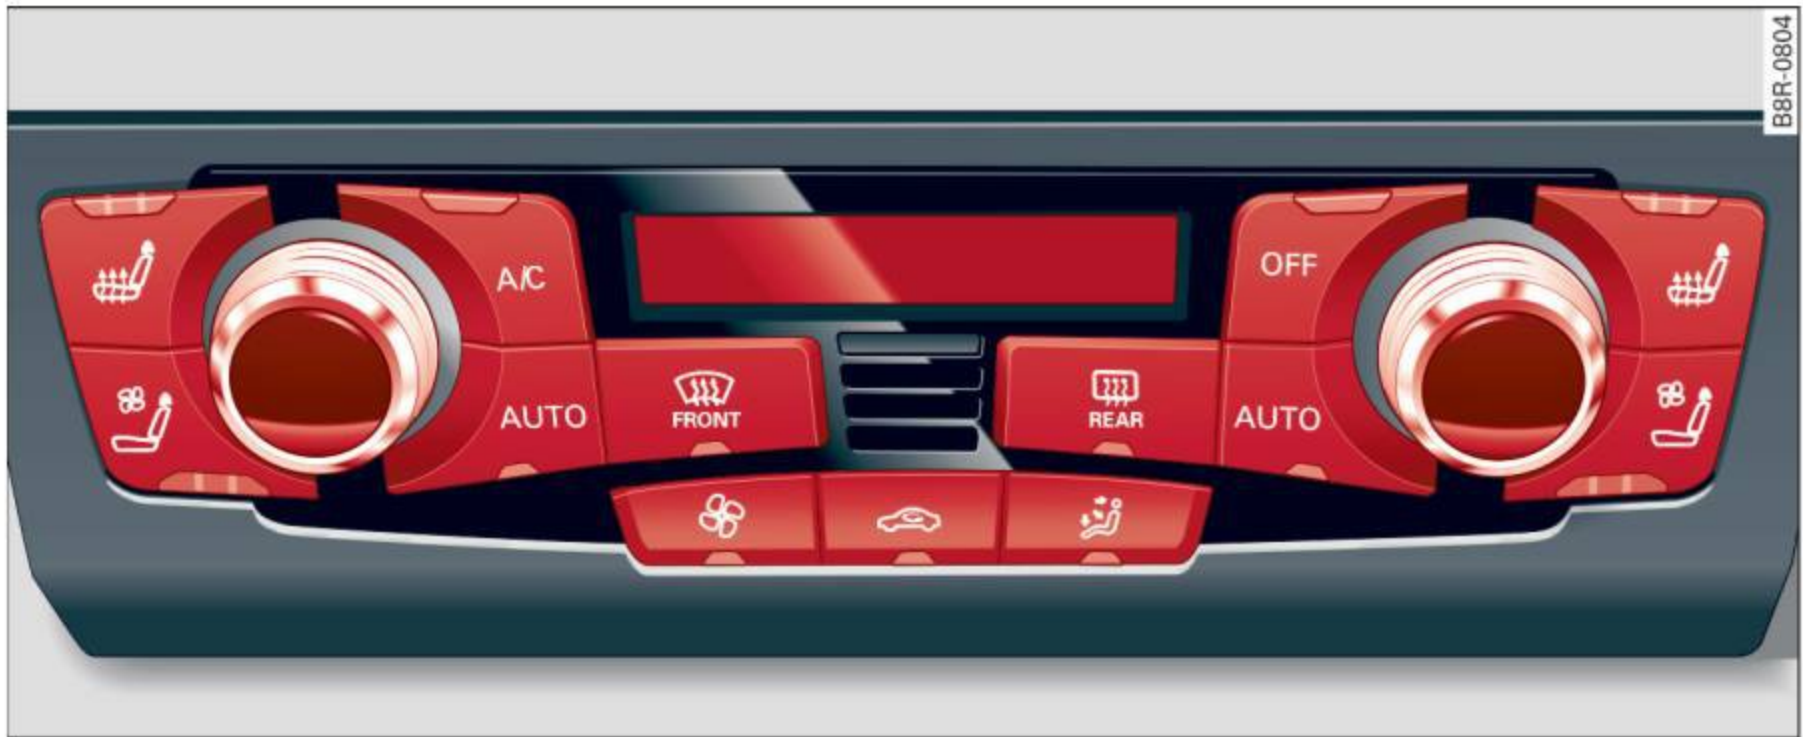 B8R-0804
A/C
OFF
AUTO
FRONT
REAR
AUTO